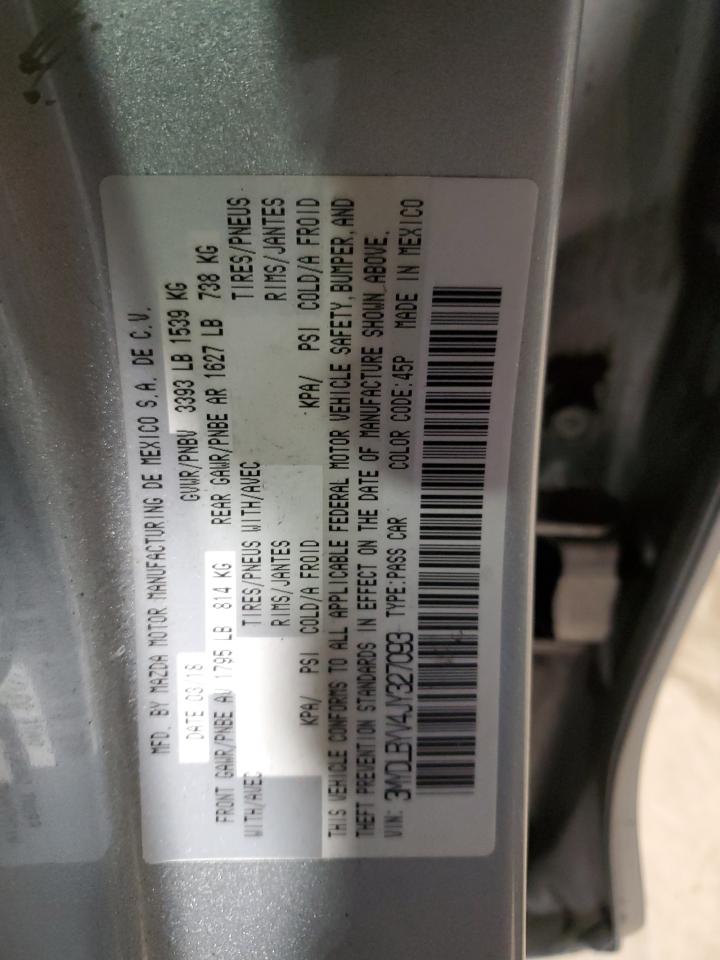 MFD. BY MAZDA MOTOR MANUFACTURING DE MEXICO S.A. DE C.V.
DATE 03/18 GVWR/PNBV 3393 LB 1539 KG
FRONT GAWR/PNBE AV 1795 LB 814 KG REAR GAWR/PNBE AR 1627 LB 738 KG
WITH/AVEC TIRES/PNEUS WITH/AVEC TIRES/PNEUS
RIMS/JANTES RIMS/JANTES
KPA/ PSI COLD/A FROID KPA/ PSI COLD/A FROID
THIS VEHICLE CONFORMS TO ALL APPLICABLE FEDERAL MOTOR VEHICLE SAFETY, BUMPER, AND
THEFT PREVENTION STANDARDS IN EFFECT ON THE DATE OF MANUFACTURE SHOWN ABOVE.
VIN: 3MYDLBYV4JY327093 TYPE:PASS CAR COLOR CODE:45P MADE IN MEXICO